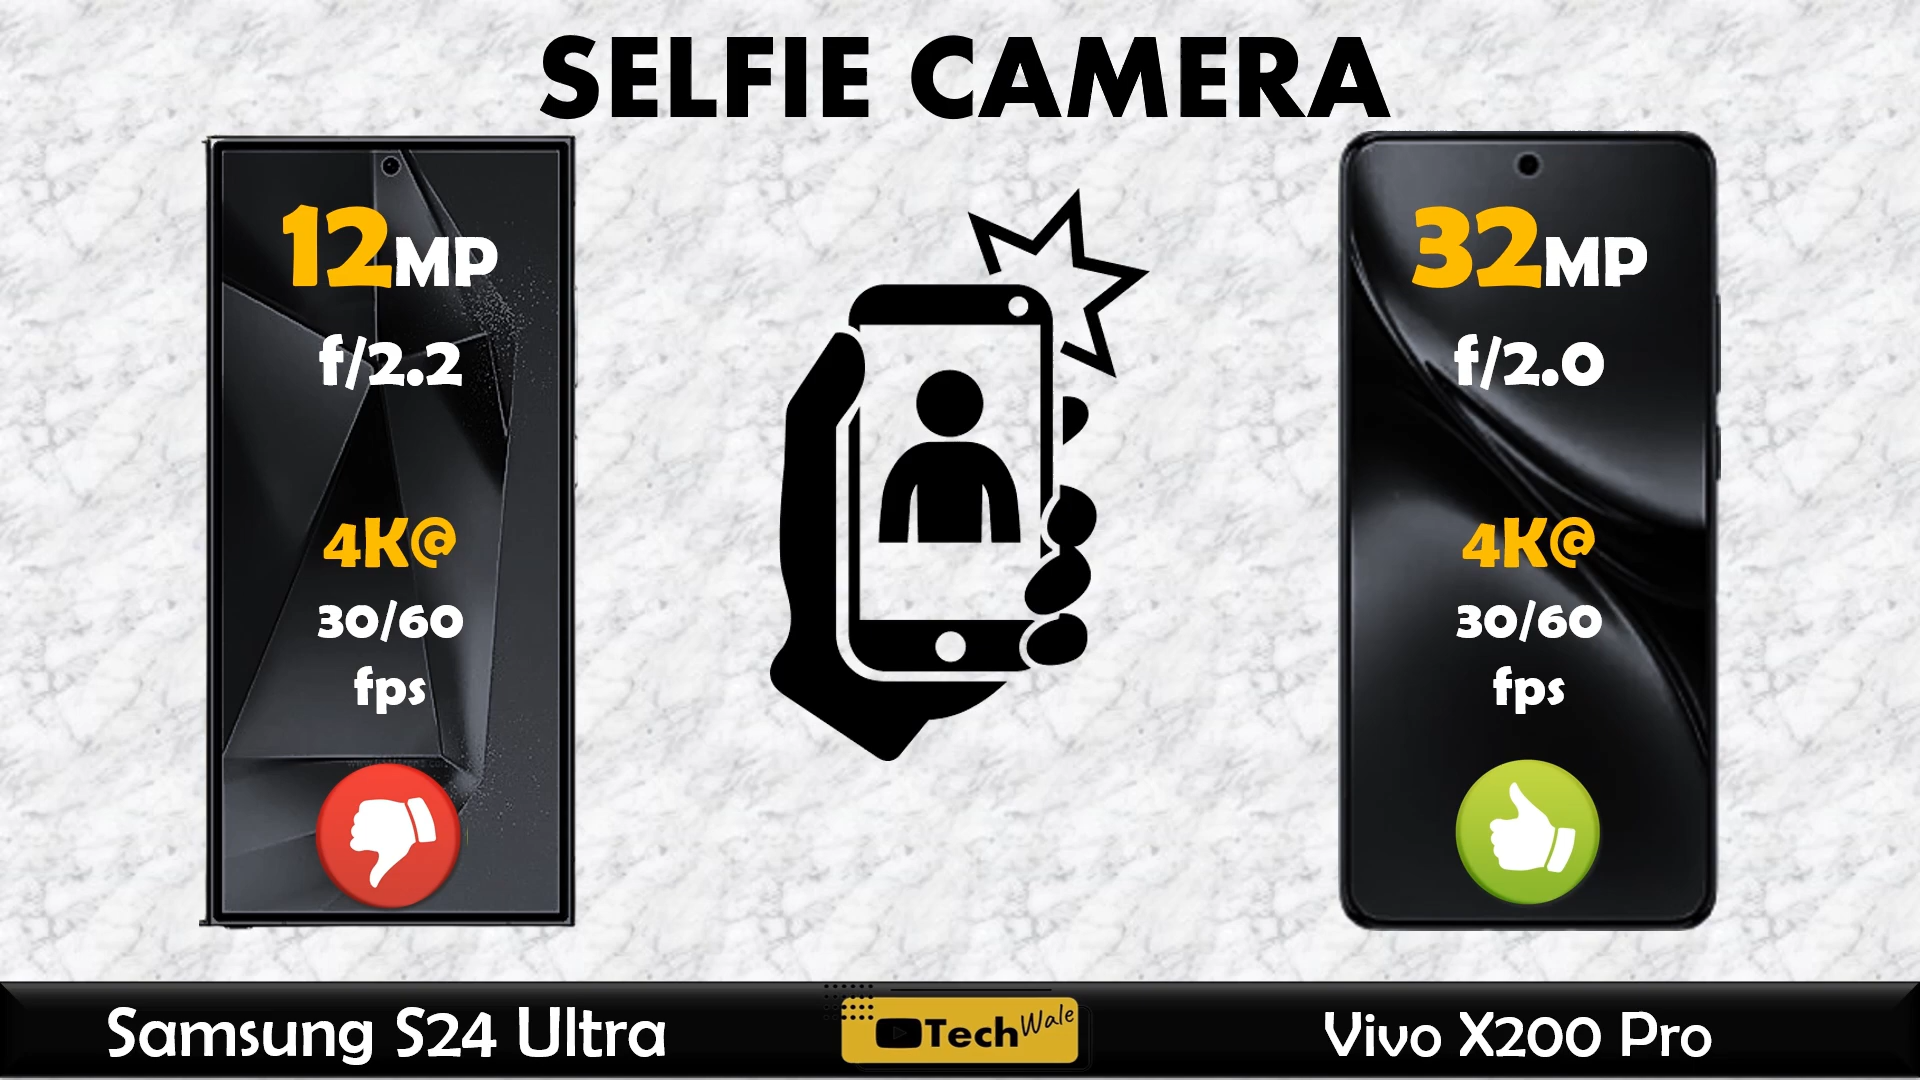 SELFIE CAMERA
12MP
f/2.2
4K@
30/60
fps
32MP
f/2.0
4K@
30/60
fps
Samsung S24 Ultra
TechWale
Vivo X200 Pro